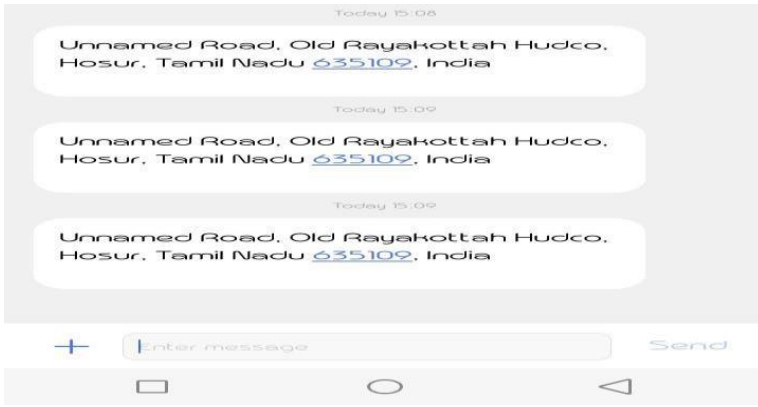 Today 15:08
Unnamed Road, Old Rayakottah Hudco,
Hosur, Tamil Nadu 635109, India
Today 15:09
Unnamed Road, Old Rayakottah Hudco,
Hosur, Tamil Nadu 635109, India
Today 15:09
Unnamed Road, Old Rayakottah Hudco,
Hosur, Tamil Nadu 635109, India
Enter message
Send